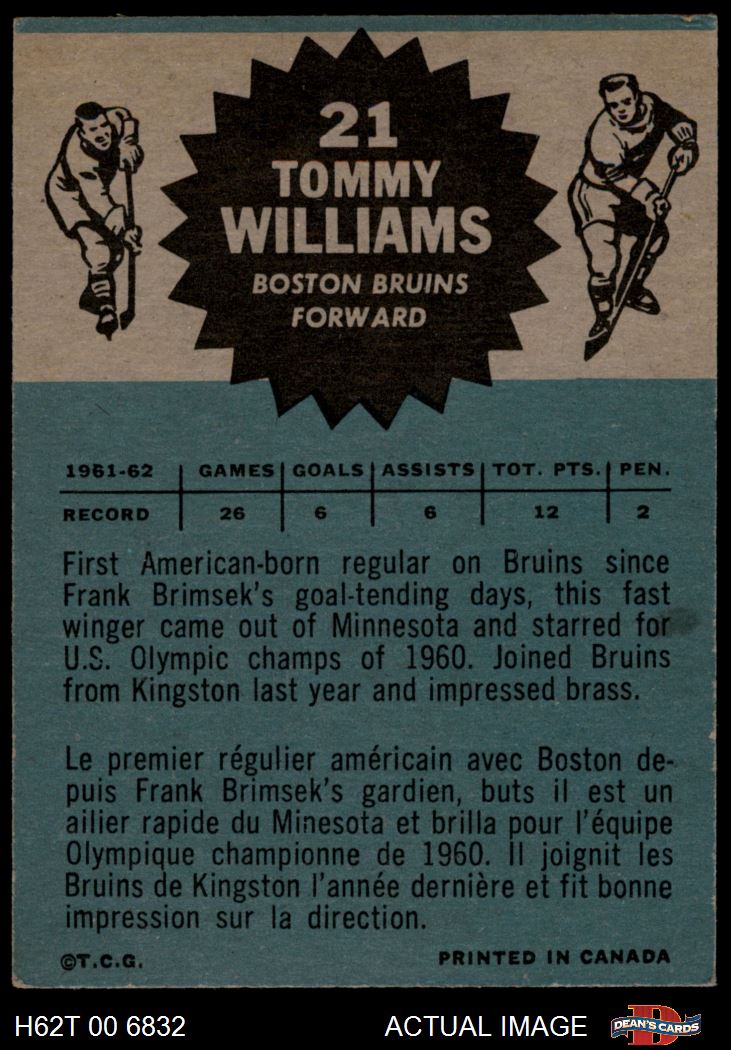 21
TOMMY
WILLIAMS
BOSTON BRUINS
FORWARD
1961-62 GAMES GOALS ASSISTS TOT. PTS. PEN.
RECORD 26 6 6 12 2
First American-born regular on Bruins since
Frank Brimsek's goal-tending days, this fast
winger came out of Minnesota and starred for
U.S. Olympic champs of 1960. Joined Bruins
from Kingston last year and impressed brass.
Le premier régulier américain avec Boston de-
puis Frank Brimsek's gardien, buts il est un
ailier rapide du Minesota et brilla pour l'équipe
Olympique championne de 1960. Il joignit les
Bruins de Kingston l'année dernière et fit bonne
impression sur la direction.
©T.C.G. PRINTED IN CANADA
H62T 00 6832 ACTUAL IMAGE D DEAN'S CARDS